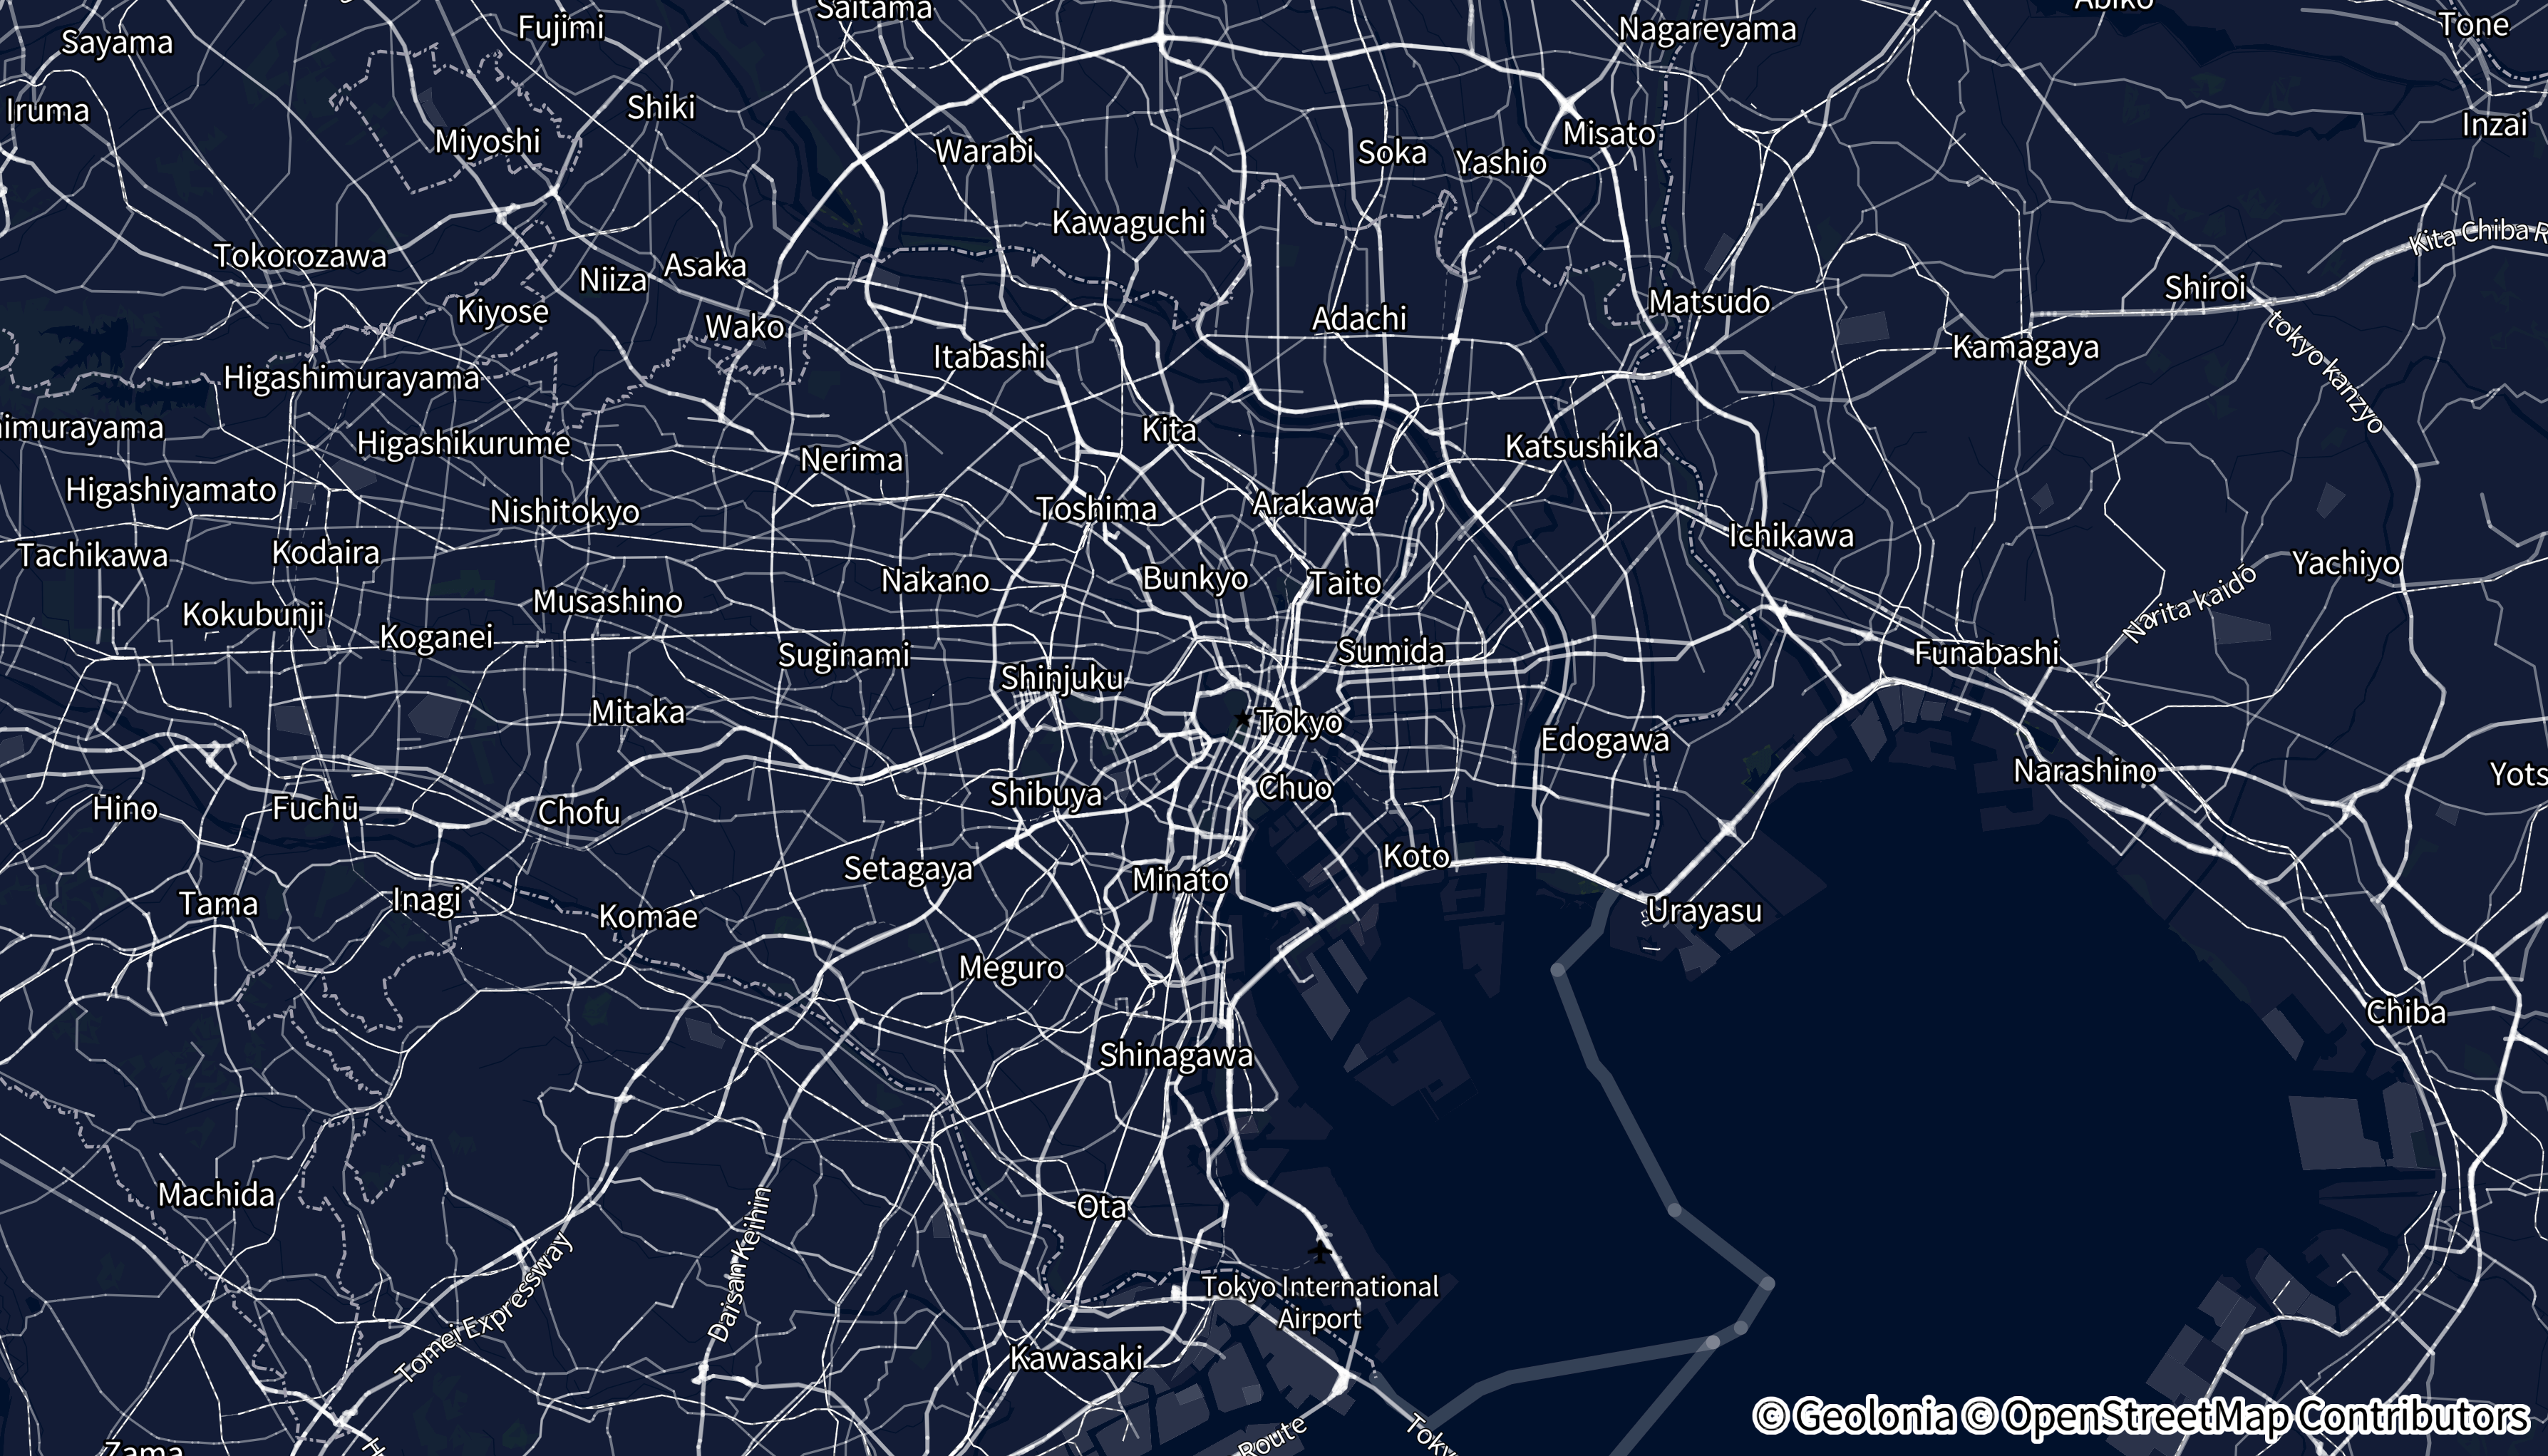 Saitama
Abiko
Sayama
Fujimi
Nagareyama
Tone
Iruma
Shiki
Miyoshi
Warabi
Soka
Yashio
Misato
Inzai
Kawaguchi
Kita Chiba R
Tokorozawa
Niiza
Asaka
Shiroi
Kiyose
Wako
Adachi
Matsudo
Itabashi
Kamagaya
tokyo kanzyo
Higashimurayama
imurayama
Higashikurume
Kita
Nerima
Katsushika
Higashiyamato
Nishitokyo
Toshima
Arakawa
Ichikawa
Tachikawa
Kodaira
Nakano
Bunkyo
Taito
Yachiyo
Narita kaidō
Kokubunji
Musashino
Koganei
Suginami
Sumida
Funabashi
Shinjuku
Mitaka
Tokyo
Edogawa
Narashino
Yots
Hino
Fuchū
Chofu
Shibuya
Chuo
Setagaya
Minato
Koto
Tama
Inagi
Komae
Urayasu
Meguro
Chiba
Shinagawa
Machida
Ota
Daisan Keihin
Tomei Expressway
Tokyo International
Airport
Kawasaki
Route
Toky
Zama
H
© Geolonia © OpenStreetMap Contributors